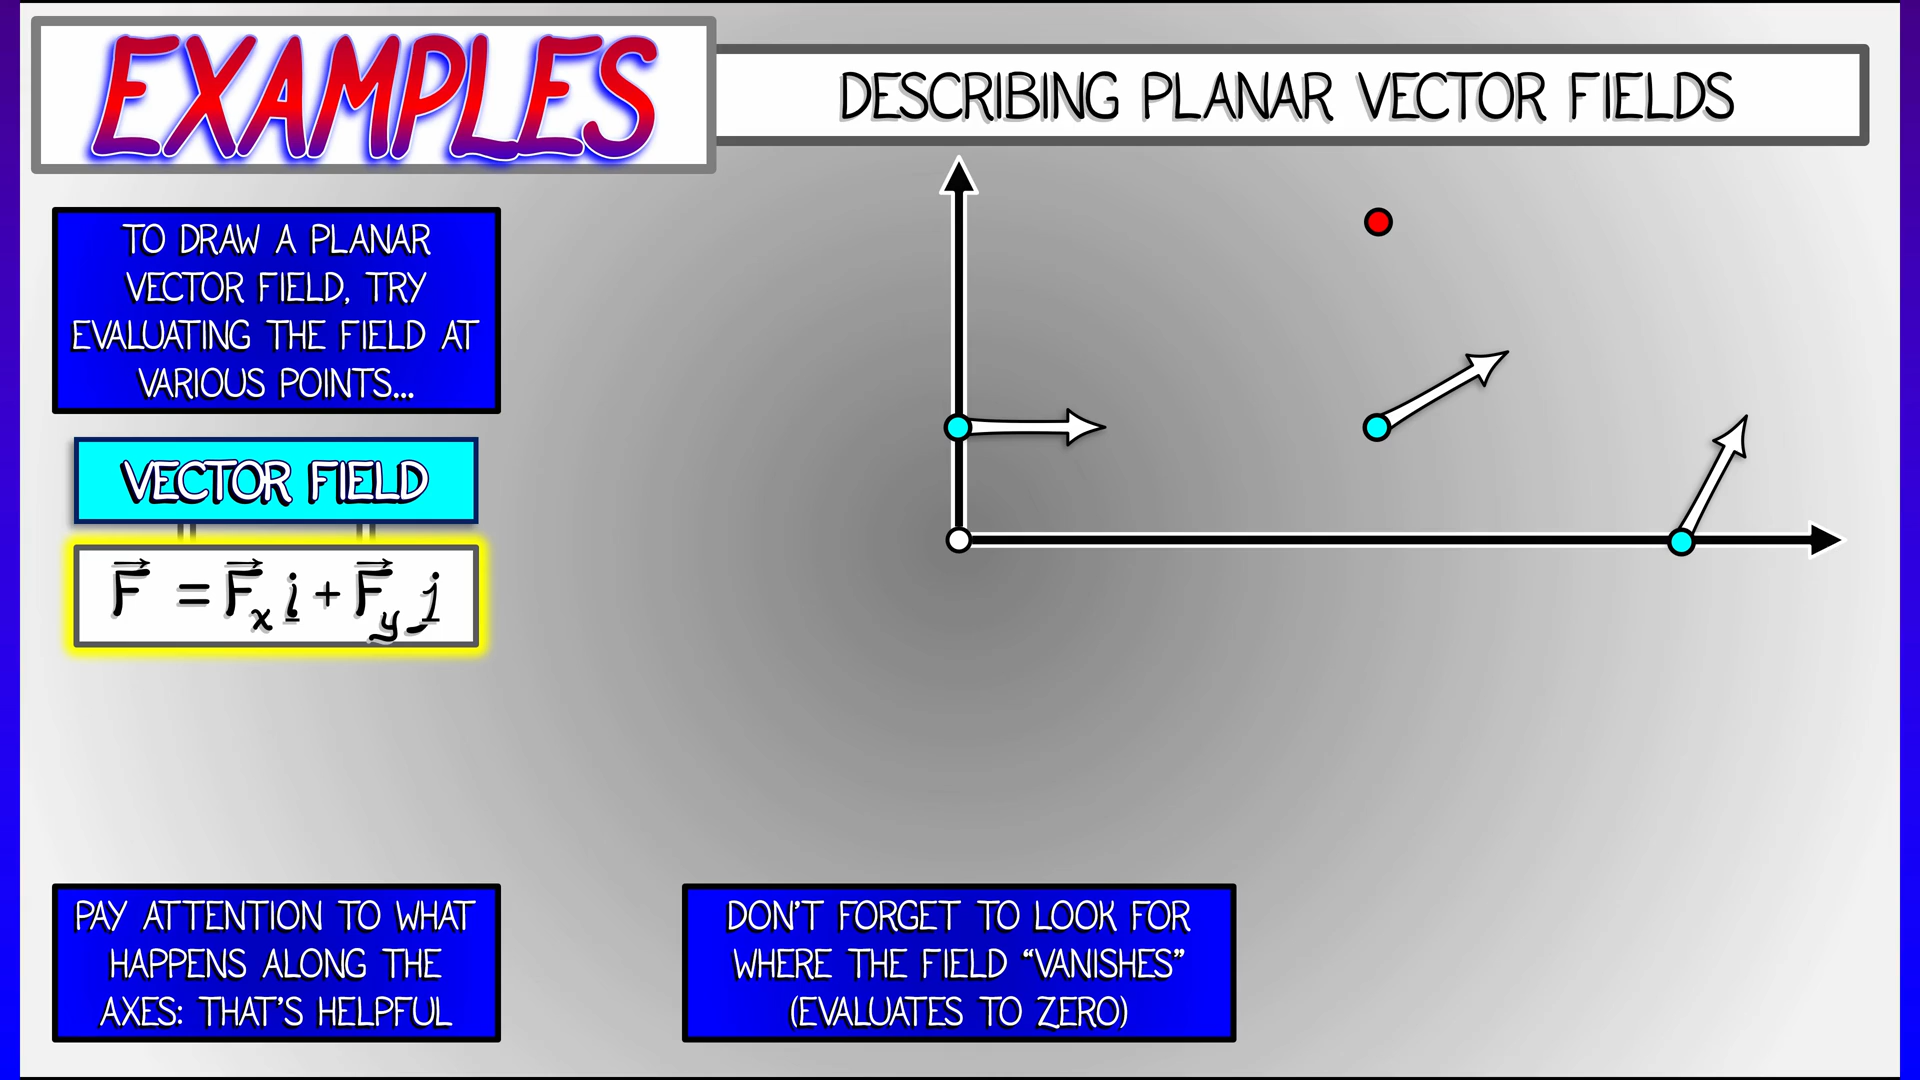 EXAMPLES
DESCRIBING PLANAR VECTOR FIELDS
TO DRAW A PLANAR
VECTOR FIELD, TRY
EVALUATING THE FIELD AT
VARIOUS POINTS...
VECTOR FIELD
F⃗ = F⃗ₓ i̲ + F⃗_y j̲
PAY ATTENTION TO WHAT
HAPPENS ALONG THE
AXES: THAT'S HELPFUL
DON'T FORGET TO LOOK FOR
WHERE THE FIELD “VANISHES”
(EVALUATES TO ZERO)